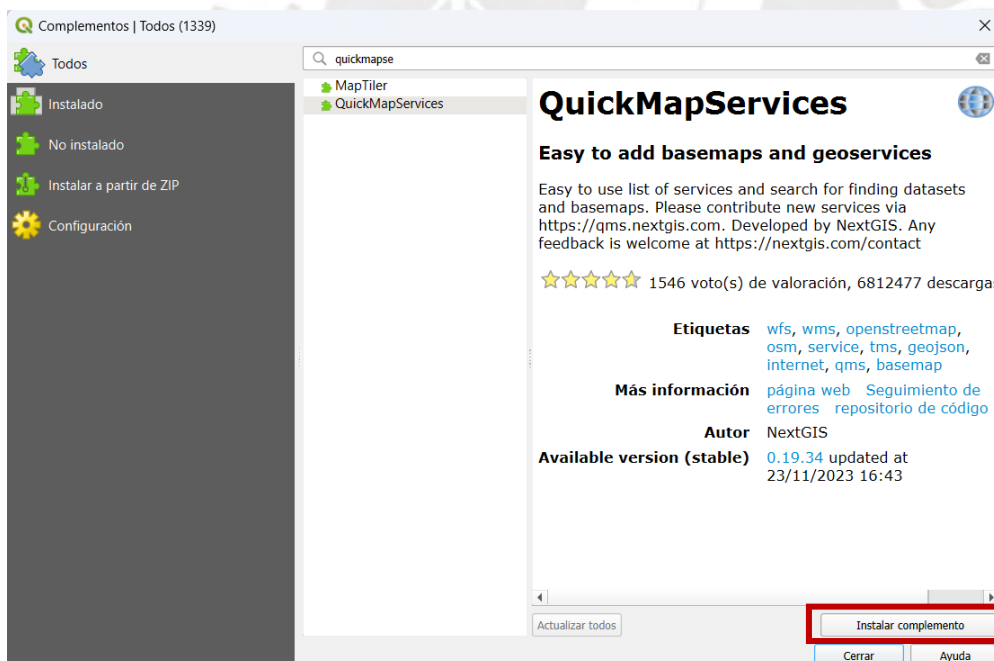 Complementos | Todos (1339)
Todos
Instalado
No instalado
Instalar a partir de ZIP
Configuración
quickmapse
MapTiler
QuickMapServices
QuickMapServices
Easy to add basemaps and geoservices
Easy to use list of services and search for finding datasets
and basemaps. Please contribute new services via
https://qms.nextgis.com. Developed by NextGIS. Any
feedback is welcome at https://nextgis.com/contact
1546 voto(s) de valoración, 6812477 descargas
Etiquetas wfs, wms, openstreetmap,
osm, service, tms, geojson,
internet, qms, basemap
Más información página web Seguimiento de
errores repositorio de código
Autor NextGIS
Available version (stable) 0.19.34 updated at
23/11/2023 16:43
Actualizar todos
Instalar complemento
Cerrar Ayuda